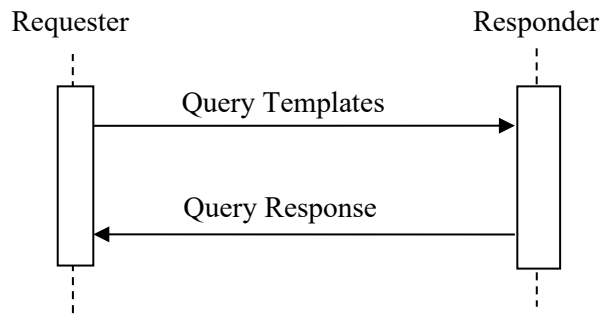 Requester
Responder
Query Templates
Query Response